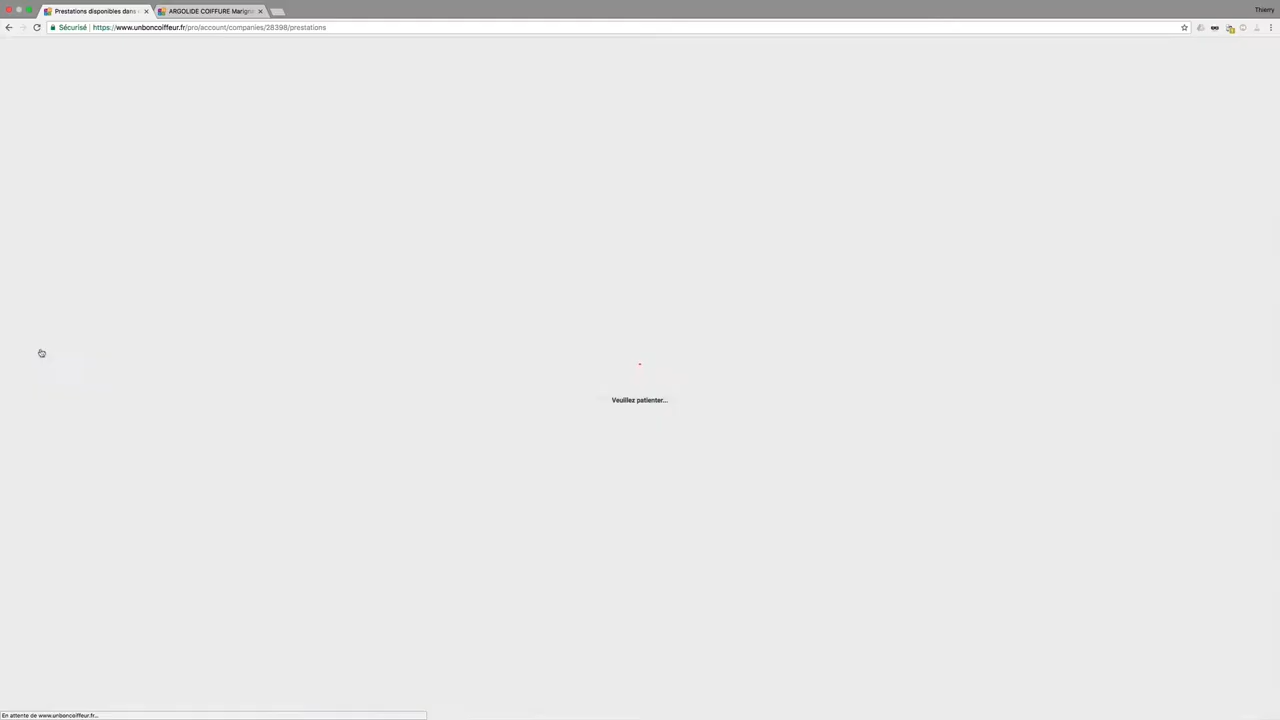 Prestations disponibles dans
ARGOLIDE COIFFURE Marign
Thierry
Sécurisé
https://www.unboncoiffeur.fr/pro/account/companies/28398/prestations
Veuillez patienter...
En attente de www.unboncoiffeur.fr...